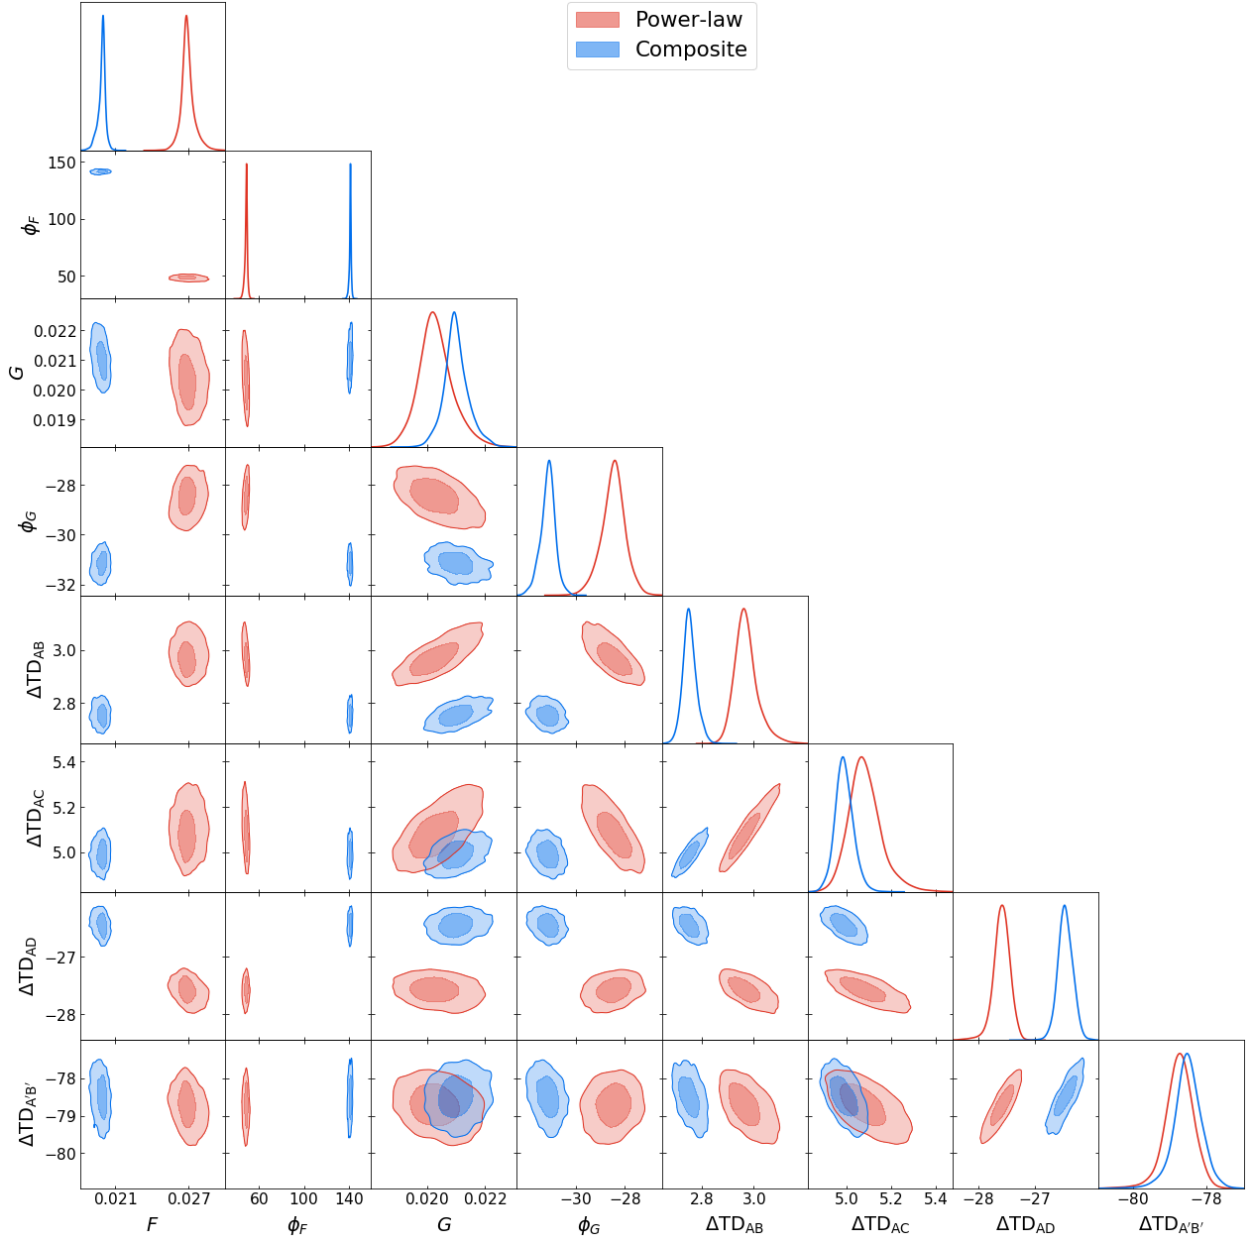 Power-law
Composite
150
100
50
ϕF
0.022
0.021
0.020
0.019
G
−28
−30
−32
ϕG
3.0
2.8
ΔTDAB
5.4
5.2
5.0
ΔTDAC
−27
−28
ΔTDAD
−78
−79
−80
ΔTDA′B′
0.021 0.027 60 100 140 0.020 0.022 −30 −28 2.8 3.0 5.0 5.2 5.4 −28 −27 −80 −78
F ϕF G ϕG ΔTDAB ΔTDAC ΔTDAD ΔTDA′B′